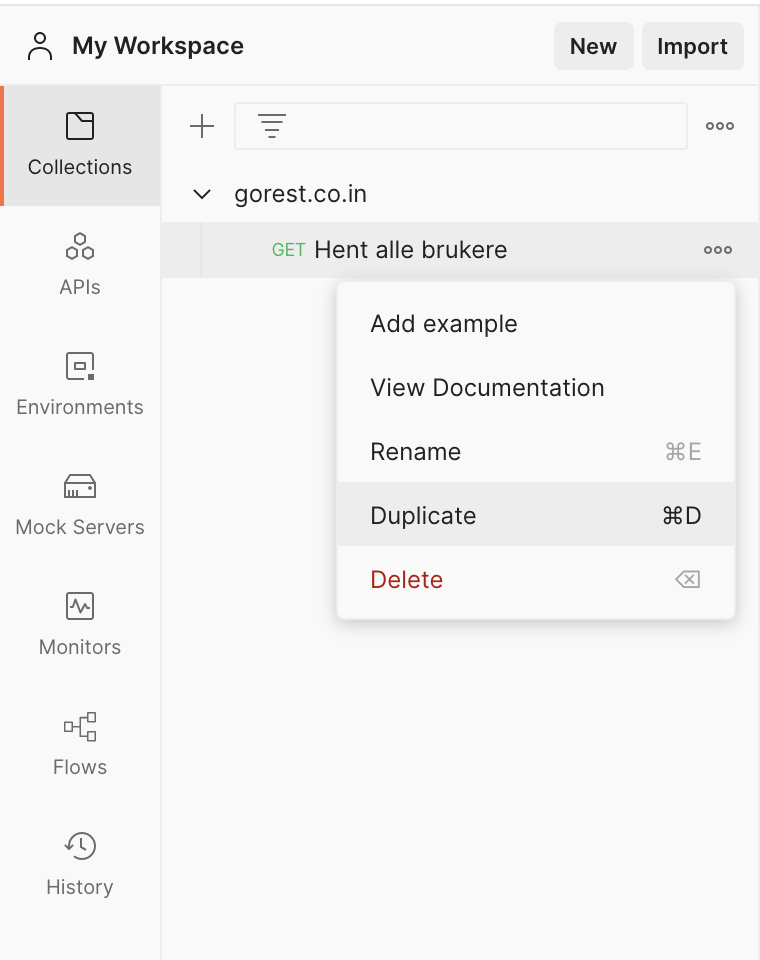 My Workspace
New
Import
Collections
gorest.co.in
GET Hent alle brukere
APIs
Add example
View Documentation
Environments
Rename ⌘E
Duplicate ⌘D
Mock Servers
Delete
Monitors
Flows
History